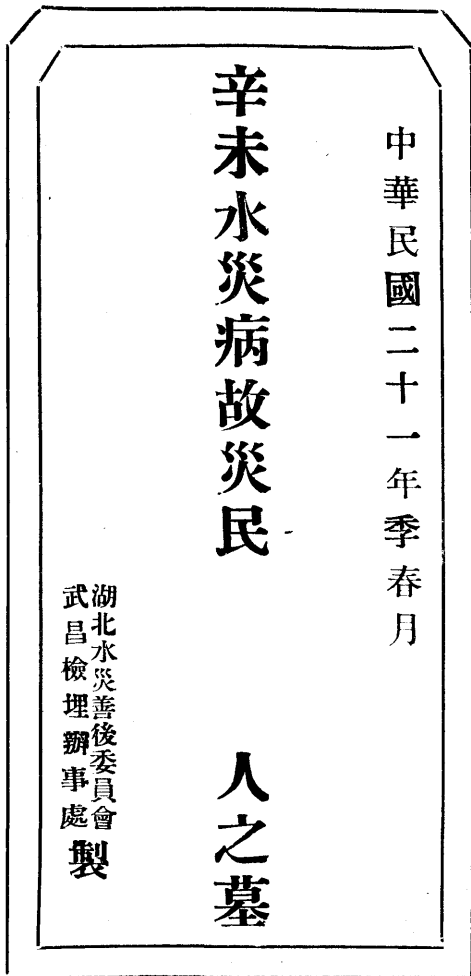 中華民國二十一年季春月
辛未水災病故災民　　人之墓
湖北水災善後委員會
武昌檢埋辦事處
製